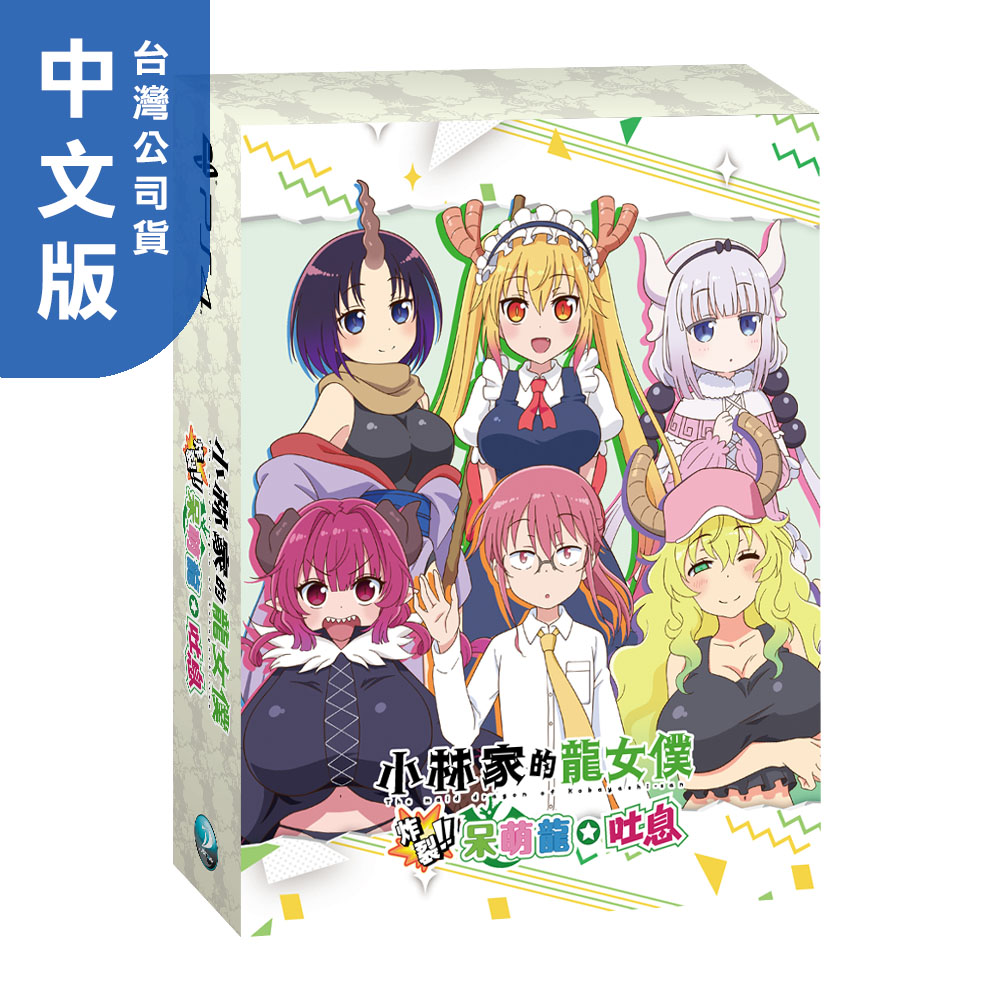 中文版
台灣公司貨
PS4
小林家的龍女僕
炸裂!!
呆萌龍☆吐息
小林家的龍女僕
The maid dragon of Kobayashi-san
炸裂!!
呆萌龍☆吐息